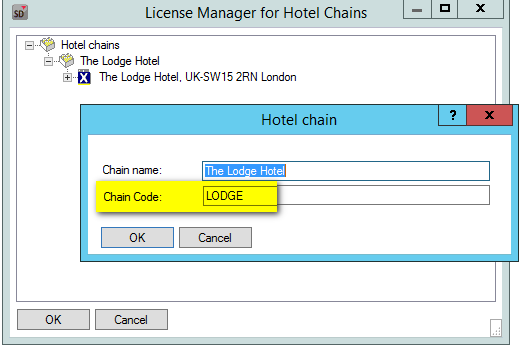 SD
License Manager for Hotel Chains
Hotel chains
The Lodge Hotel
X The Lodge Hotel, UK-SW15 2RN London
Hotel chain
? X
Chain name: The Lodge Hotel
Chain Code: LODGE
OK Cancel
OK Cancel